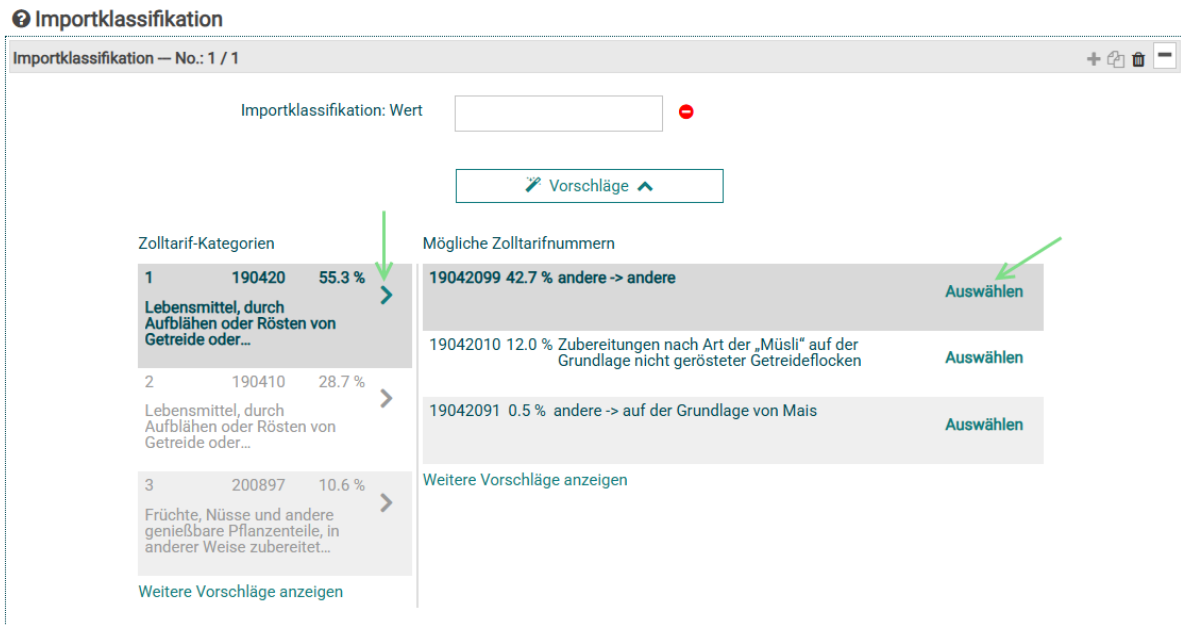 Importklassifikation
Importklassifikation — No.: 1 / 1
Importklassifikation: Wert
Vorschläge
Zolltarif-Kategorien
1 190420 55.3 %
Lebensmittel, durch
Aufblähen oder Rösten von
Getreide oder...
2 190410 28.7 %
Lebensmittel, durch
Aufblähen oder Rösten von
Getreide oder...
3 200897 10.6 %
Früchte, Nüsse und andere
genießbare Pflanzenteile, in
anderer Weise zubereitet...
Weitere Vorschläge anzeigen
Mögliche Zolltarifnummern
19042099 42.7 % andere -> andere
Auswählen
19042010 12.0 % Zubereitungen nach Art der „Müsli“ auf der
Grundlage nicht gerösteter Getreideflocken
Auswählen
19042091 0.5 % andere -> auf der Grundlage von Mais
Auswählen
Weitere Vorschläge anzeigen